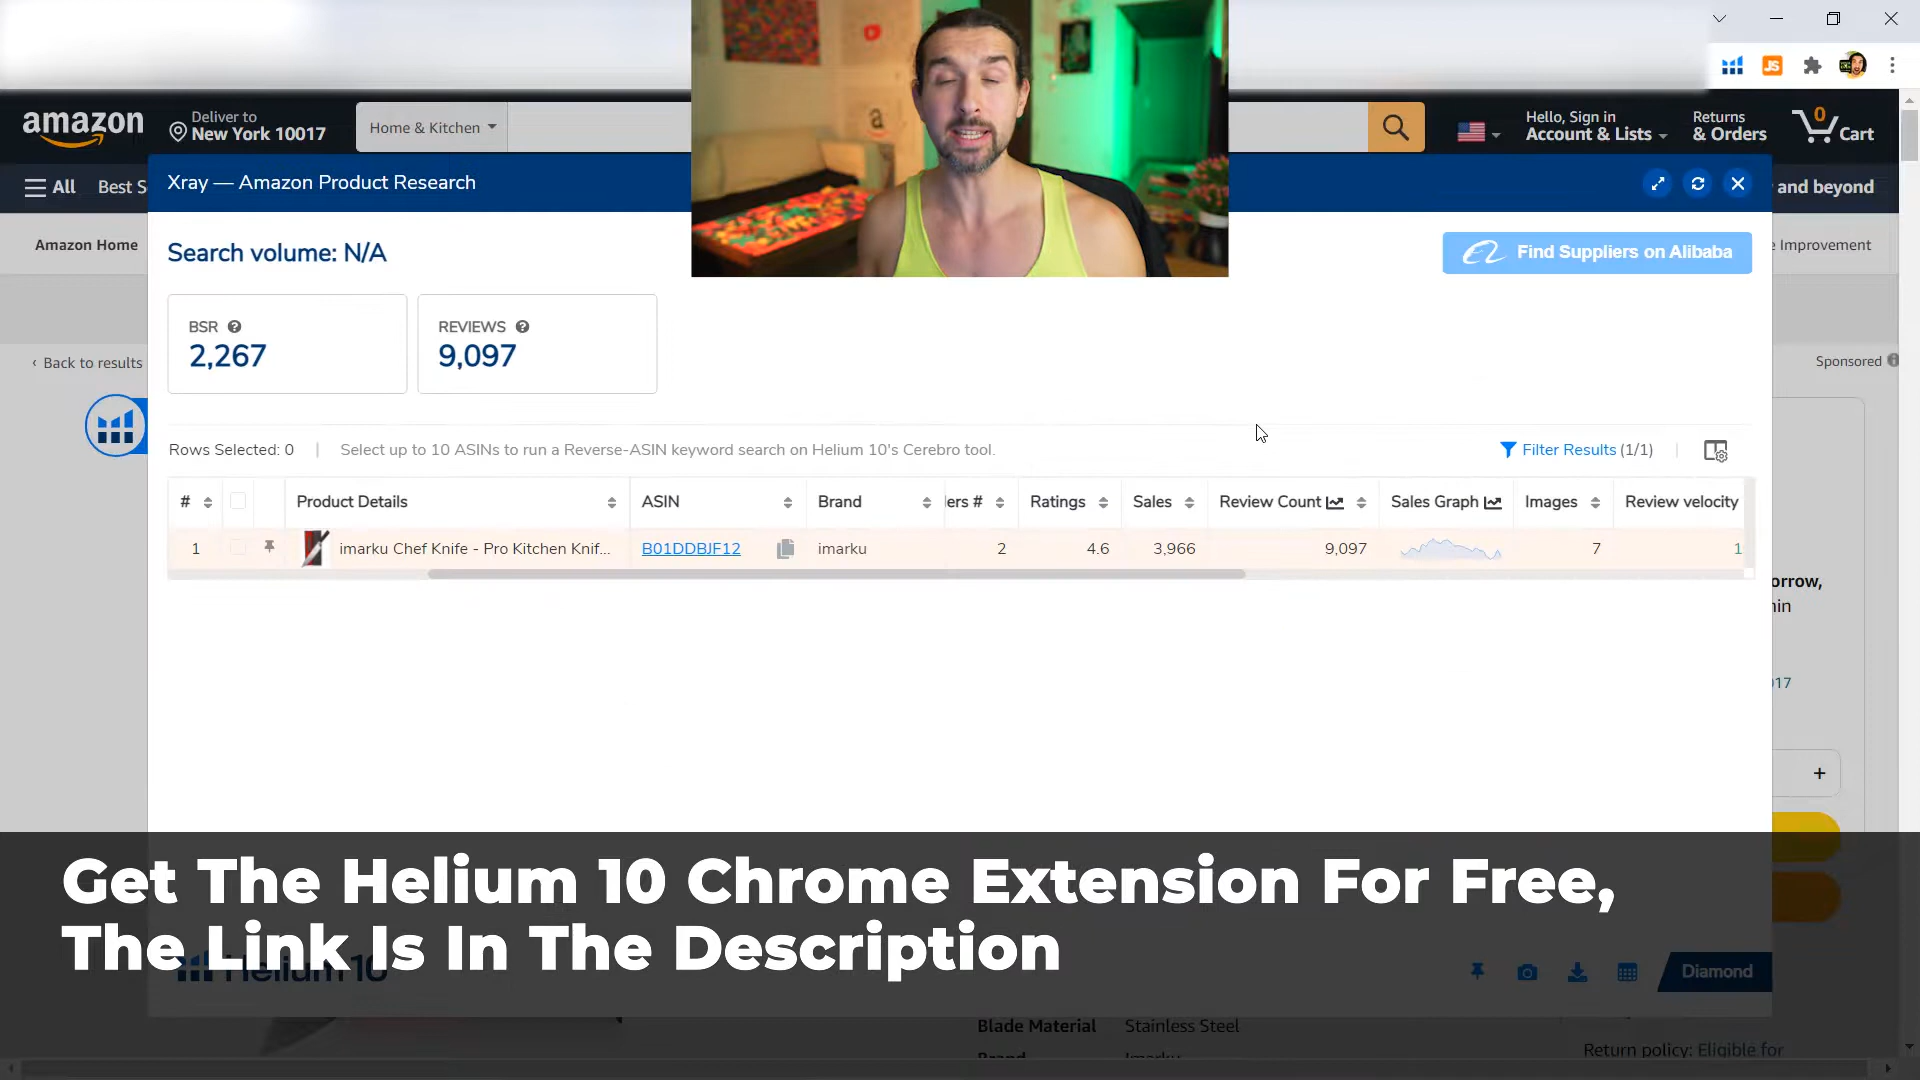 amazon
Deliver to
New York 10017
Home & Kitchen
Hello, Sign in
Account & Lists
Returns
& Orders
0
Cart
All
Best S
Xray — Amazon Product Research
and beyond
Amazon Home
e Improvement
Search volume: N/A
Find Suppliers on Alibaba
BSR
2,267
REVIEWS
9,097
‹ Back to results
Sponsored
Rows Selected: 0
Select up to 10 ASINs to run a Reverse-ASIN keyword search on Helium 10's Cerebro tool.
Filter Results (1/1)
# Product Details ASIN Brand lers # Ratings Sales Review Count Sales Graph Images Review velocity
1 imarku Chef Knife - Pro Kitchen Knif... B01DDBJF12 imarku 2 4.6 3,966 9,097 7 1
orrow,
nin
017
Get The Helium 10 Chrome Extension For Free,
The Link Is In The Description
Helium 10
Diamond
Blade Material Stainless Steel
Return policy: Eligible for